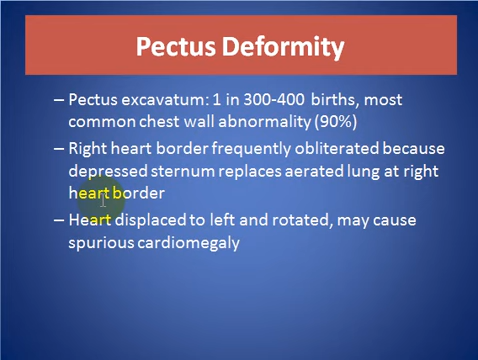 Pectus Deformity
– Pectus excavatum: 1 in 300-400 births, most
common chest wall abnormality (90%)
– Right heart border frequently obliterated because
depressed sternum replaces aerated lung at right
heart border
– Heart displaced to left and rotated, may cause
spurious cardiomegaly